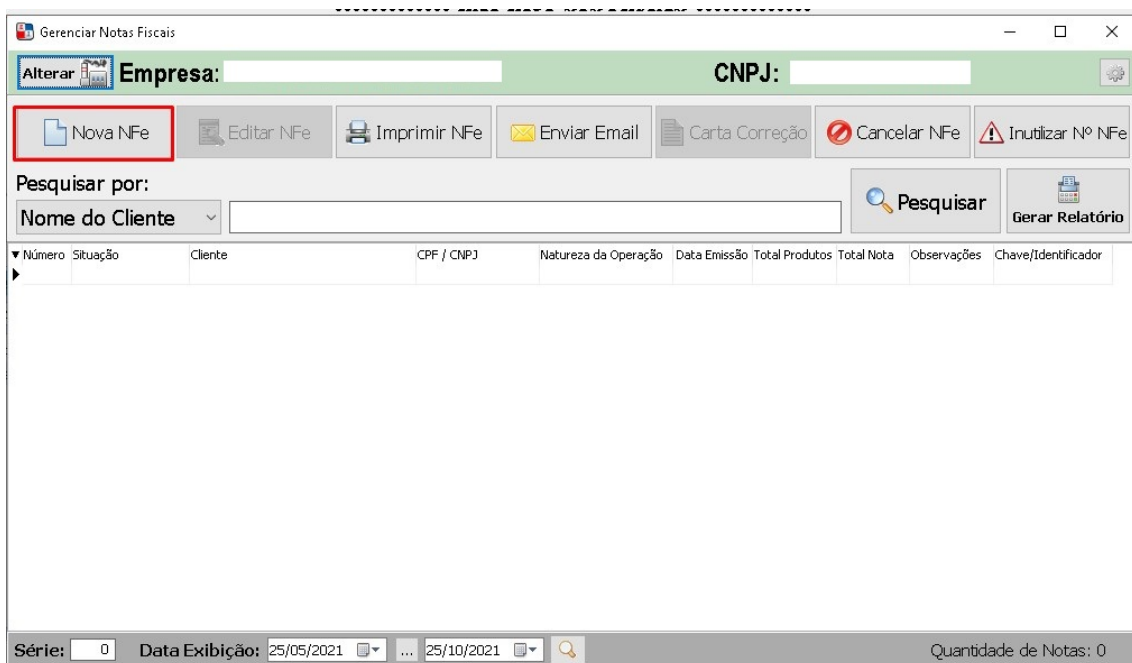 Gerenciar Notas Fiscais
Alterar Empresa: CNPJ:
Nova NFe Editar NFe Imprimir NFe Enviar Email Carta Correção Cancelar NFe Inutilizar Nº NFe
Pesquisar por:
Nome do Cliente Pesquisar Gerar Relatório
Número Situação Cliente CPF / CNPJ Natureza da Operação Data Emissão Total Produtos Total Nota Observações Chave/Identificador
Série: 0 Data Exibição: 25/05/2021 ... 25/10/2021 Quantidade de Notas: 0